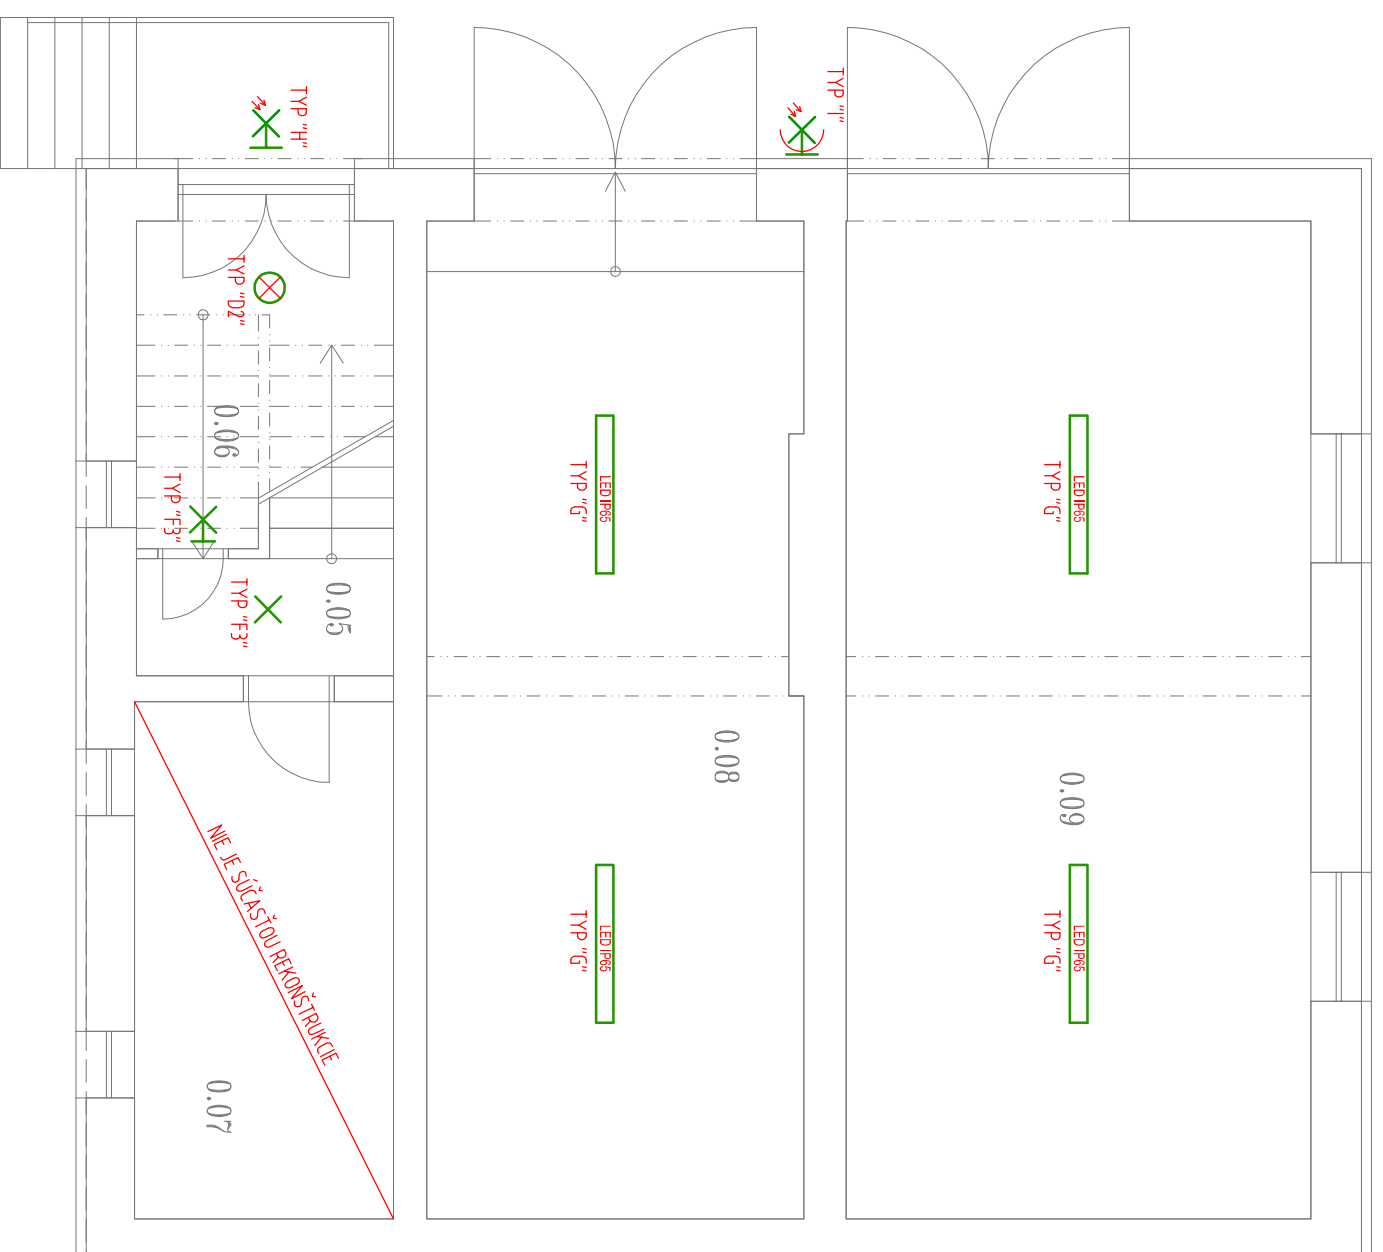 TYP "H"
TYP "I"
TYP "D2"
0.06
TYP "F3"
TYP "F3"
0.05
LED IP65
TYP "G"
LED IP65
TYP "G"
0.08
0.09
LED IP65
TYP "G"
LED IP65
TYP "G"
NIE JE SÚČASŤOU REKONŠTRUKCIE
0.07